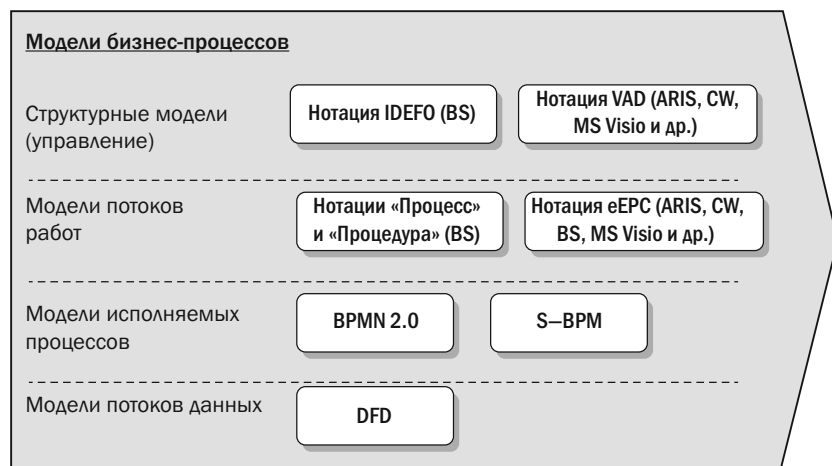 Модели бизнес-процессов
Структурные модели
(управление)
Нотация IDEFO (BS)
Нотация VAD (ARIS, CW,
MS Visio и др.)
Модели потоков
работ
Нотации «Процесс»
и «Процедура» (BS)
Нотация eEPC (ARIS, CW,
BS, MS Visio и др.)
Модели исполняемых
процессов
BPMN 2.0
S—BPM
Модели потоков данных
DFD